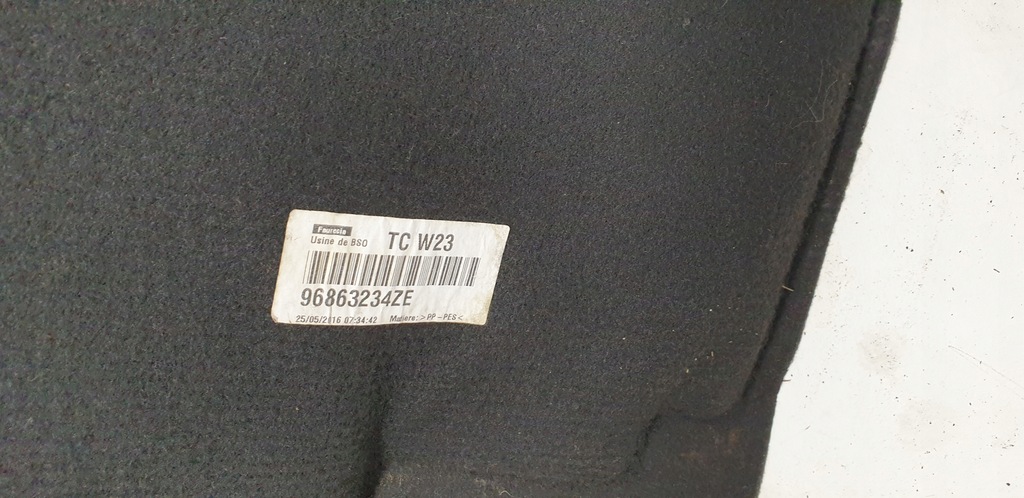 Faurecia
Usine de BSO TC W23
96863234ZE
25/05/2016 07:34:42 Matiere: >PP-PES<